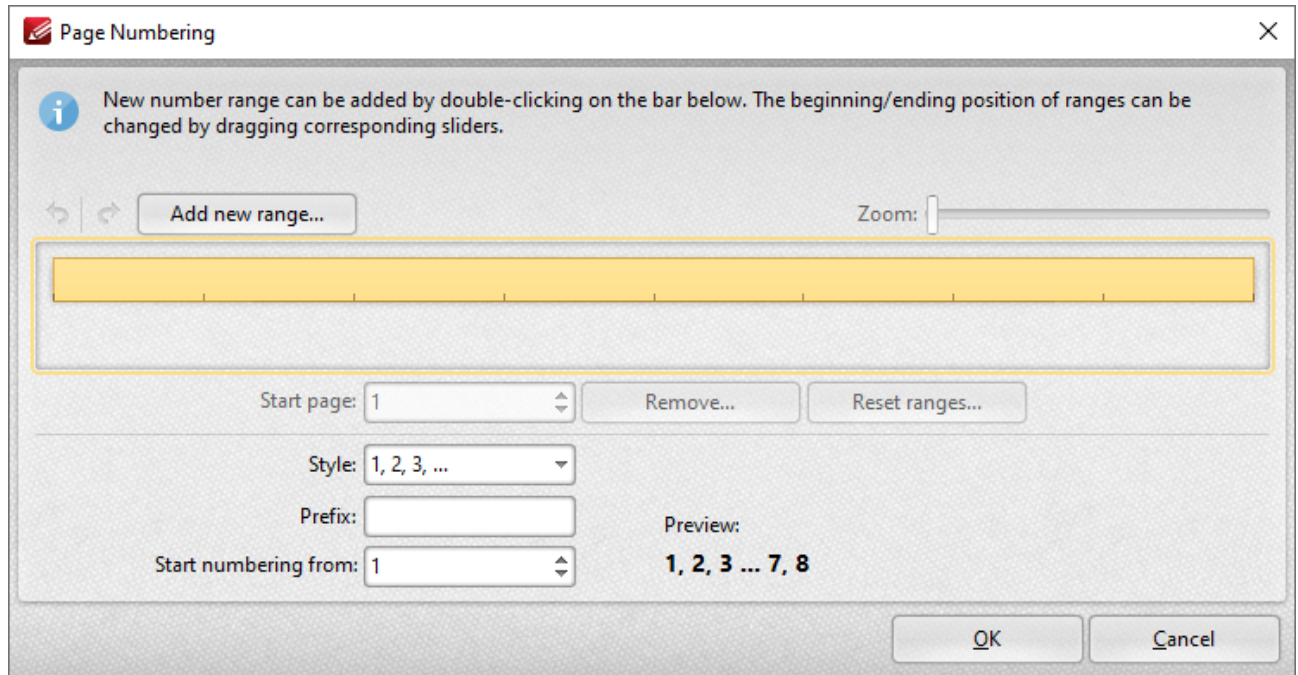 Page Numbering
New number range can be added by double-clicking on the bar below. The beginning/ending position of ranges can be
changed by dragging corresponding sliders.
Add new range... Zoom:
Start page: 1 Remove... Reset ranges...
Style: 1, 2, 3, ...
Prefix:
Preview:
Start numbering from: 1 1, 2, 3 ... 7, 8
OK Cancel